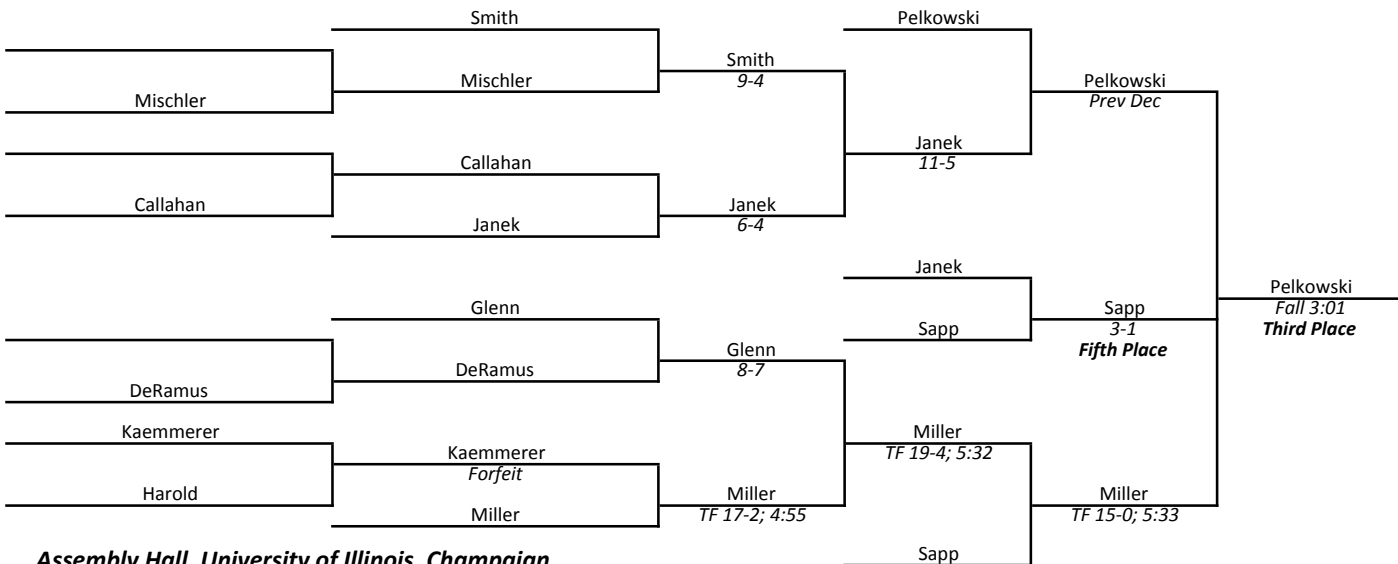 Smith
Pelkowski
Smith
9-4
Mischler
Mischler
Pelkowski
Prev Dec
Janek
11-5
Callahan
Callahan
Janek
6-4
Janek
Janek
Glenn
Sapp
3-1
Fifth Place
Pelkowski
Fall 3:01
Third Place
Sapp
Glenn
8-7
DeRamus
DeRamus
Kaemmerer
Miller
TF 19-4; 5:32
Kaemmerer
Forfeit
Harold
Miller
TF 17-2; 4:55
Miller
TF 15-0; 5:33
Miller
Sapp
Assembly Hall, University of Illinois, Champaign